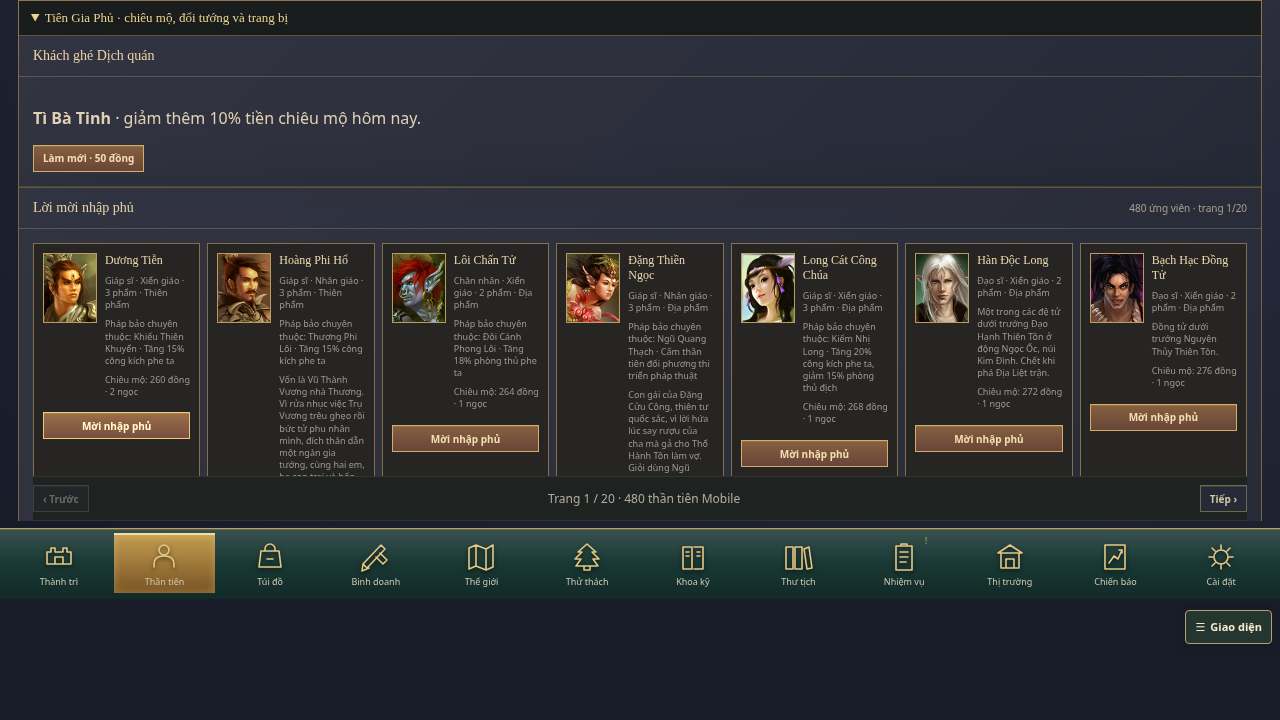 ▼ Tiên Gia Phủ · chiêu mộ, đổi tướng và trang bị
Khách ghé Dịch quán
Tì Bà Tinh · giảm thêm 10% tiền chiêu mộ hôm nay.
Làm mới · 50 đồng
Lời mời nhập phủ
480 ứng viên · trang 1/20
Dương Tiễn
Giáp sĩ · Xiển giáo ·
3 phẩm · Thiên
phẩm
Pháp bảo chuyên
thuộc: Khiếu Thiên
Khuyển · Tăng 15%
công kích phe ta
Chiêu mộ: 260 đồng
· 2 ngọc
Mời nhập phủ
Hoàng Phi Hổ
Giáp sĩ · Nhân giáo ·
3 phẩm · Thiên
phẩm
Pháp bảo chuyên
thuộc: Thương Phi
Lôi · Tăng 15% công
kích phe ta
Vốn là Vũ Thành
Vương nhà Thương.
Vì rửa nhục việc Trụ
Vương trêu ghẹo rồi
bức tử phu nhân
mình, đích thân dẫn
một ngàn gia
tướng, cùng hai em,
Lôi Chấn Tử
Chân nhân · Xiển
giáo · 2 phẩm · Địa
phẩm
Pháp bảo chuyên
thuộc: Đôi Cánh
Phong Lôi · Tăng
18% phòng thủ phe
ta
Chiêu mộ: 264 đồng
· 1 ngọc
Mời nhập phủ
Đặng Thiền
Ngọc
Giáp sĩ · Nhân giáo ·
3 phẩm · Địa phẩm
Pháp bảo chuyên
thuộc: Ngũ Quang
Thạch · Cấm thần
tiên đối phương thi
triển pháp thuật
Con gái của Đặng
Cửu Công, thiên tư
quốc sắc, vì lời hứa
lúc say rượu của
cha mà gả cho Thổ
Hành Tôn làm vợ.
Giỏi dùng Ngũ
Long Cát Công
Chúa
Giáp sĩ · Xiển giáo ·
3 phẩm · Địa phẩm
Pháp bảo chuyên
thuộc: Kiếm Nhị
Long · Tăng 20%
công kích phe ta,
giảm 15% phòng
thủ địch
Chiêu mộ: 268 đồng
· 1 ngọc
Mời nhập phủ
Hàn Độc Long
Đạo sĩ · Xiển giáo · 2
phẩm · Địa phẩm
Một trong các đệ tử
dưới trướng Đạo
Hạnh Thiên Tôn ở
động Ngọc Ốc, núi
Kim Đình. Chết khi
phá Địa Liệt trận.
Chiêu mộ: 272 đồng
· 1 ngọc
Mời nhập phủ
Bạch Hạc Đồng
Tử
Đạo sĩ · Xiển giáo · 2
phẩm · Địa phẩm
Đồng tử dưới
trướng Nguyên
Thủy Thiên Tôn.
Chiêu mộ: 276 đồng
· 1 ngọc
Mời nhập phủ
‹ Trước
Trang 1 / 20 · 480 thần tiên Mobile
Tiếp ›
Thành trì
Thần tiên
Túi đồ
Binh doanh
Thế giới
Thử thách
Khoa kỹ
Thư tịch
Nhiệm vụ
!
Thị trường
Chiến báo
Cài đặt
☰ Giao diện